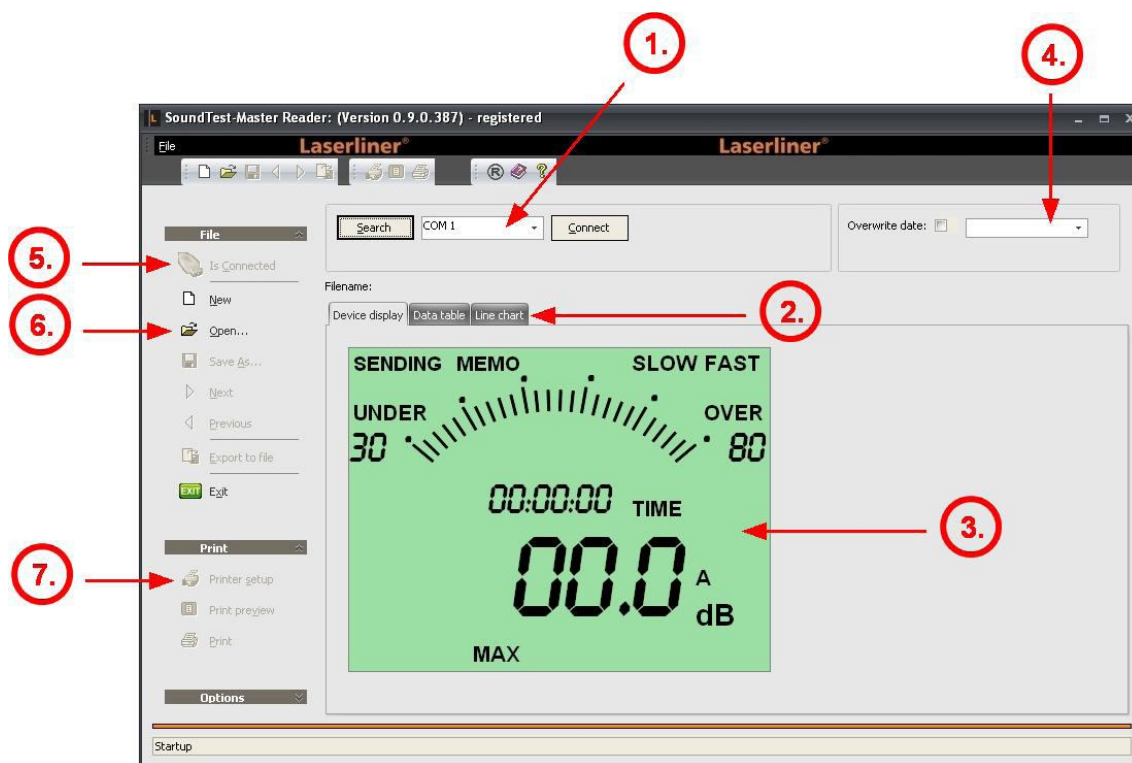 1.
4.
SoundTest-Master Reader: (Version 0.9.0.387) - registered
File
Laserliner®
Laserliner®
® ?
Search COM 1 Connect
Overwrite date:
File
5.
Is Connected
New
6.
Open...
Save As...
Next
Previous
Export to file
EXIT Exit
Print
7.
Printer setup
Print preview
Print
Options
Filename:
Device display Data table Line chart
2.
SENDING MEMO SLOW FAST
UNDER OVER
30 80
00:00:00 TIME
3.
00.0 A
dB
MAX
Startup